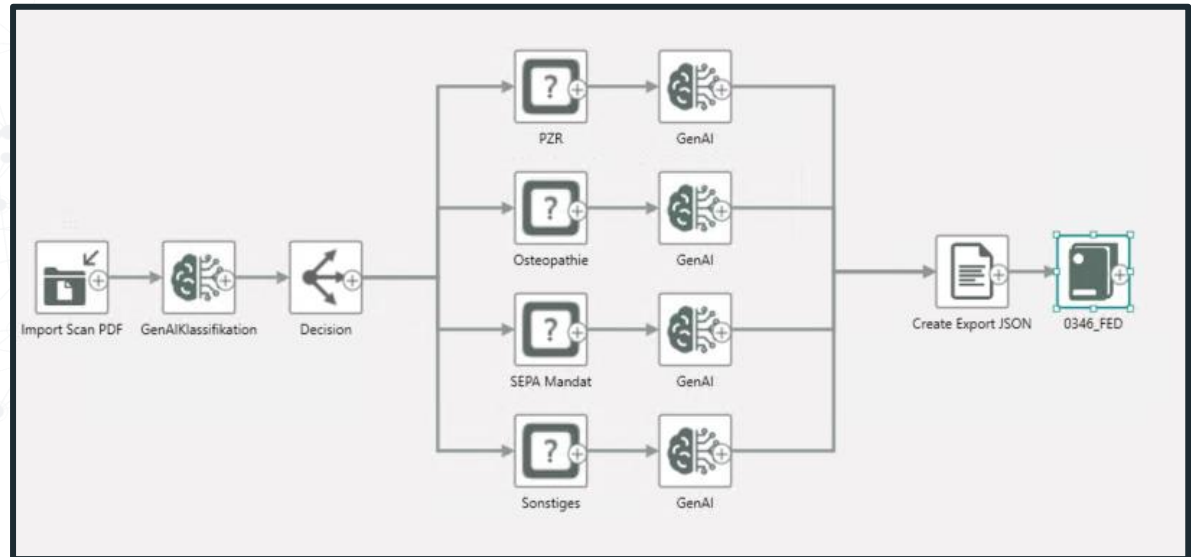 PZR
GenAI
Osteopathie
GenAI
Import Scan PDF
GenAIKlassifikation
Decision
Create Export JSON
0346_FED
SEPA Mandat
GenAI
Sonstiges
GenAI